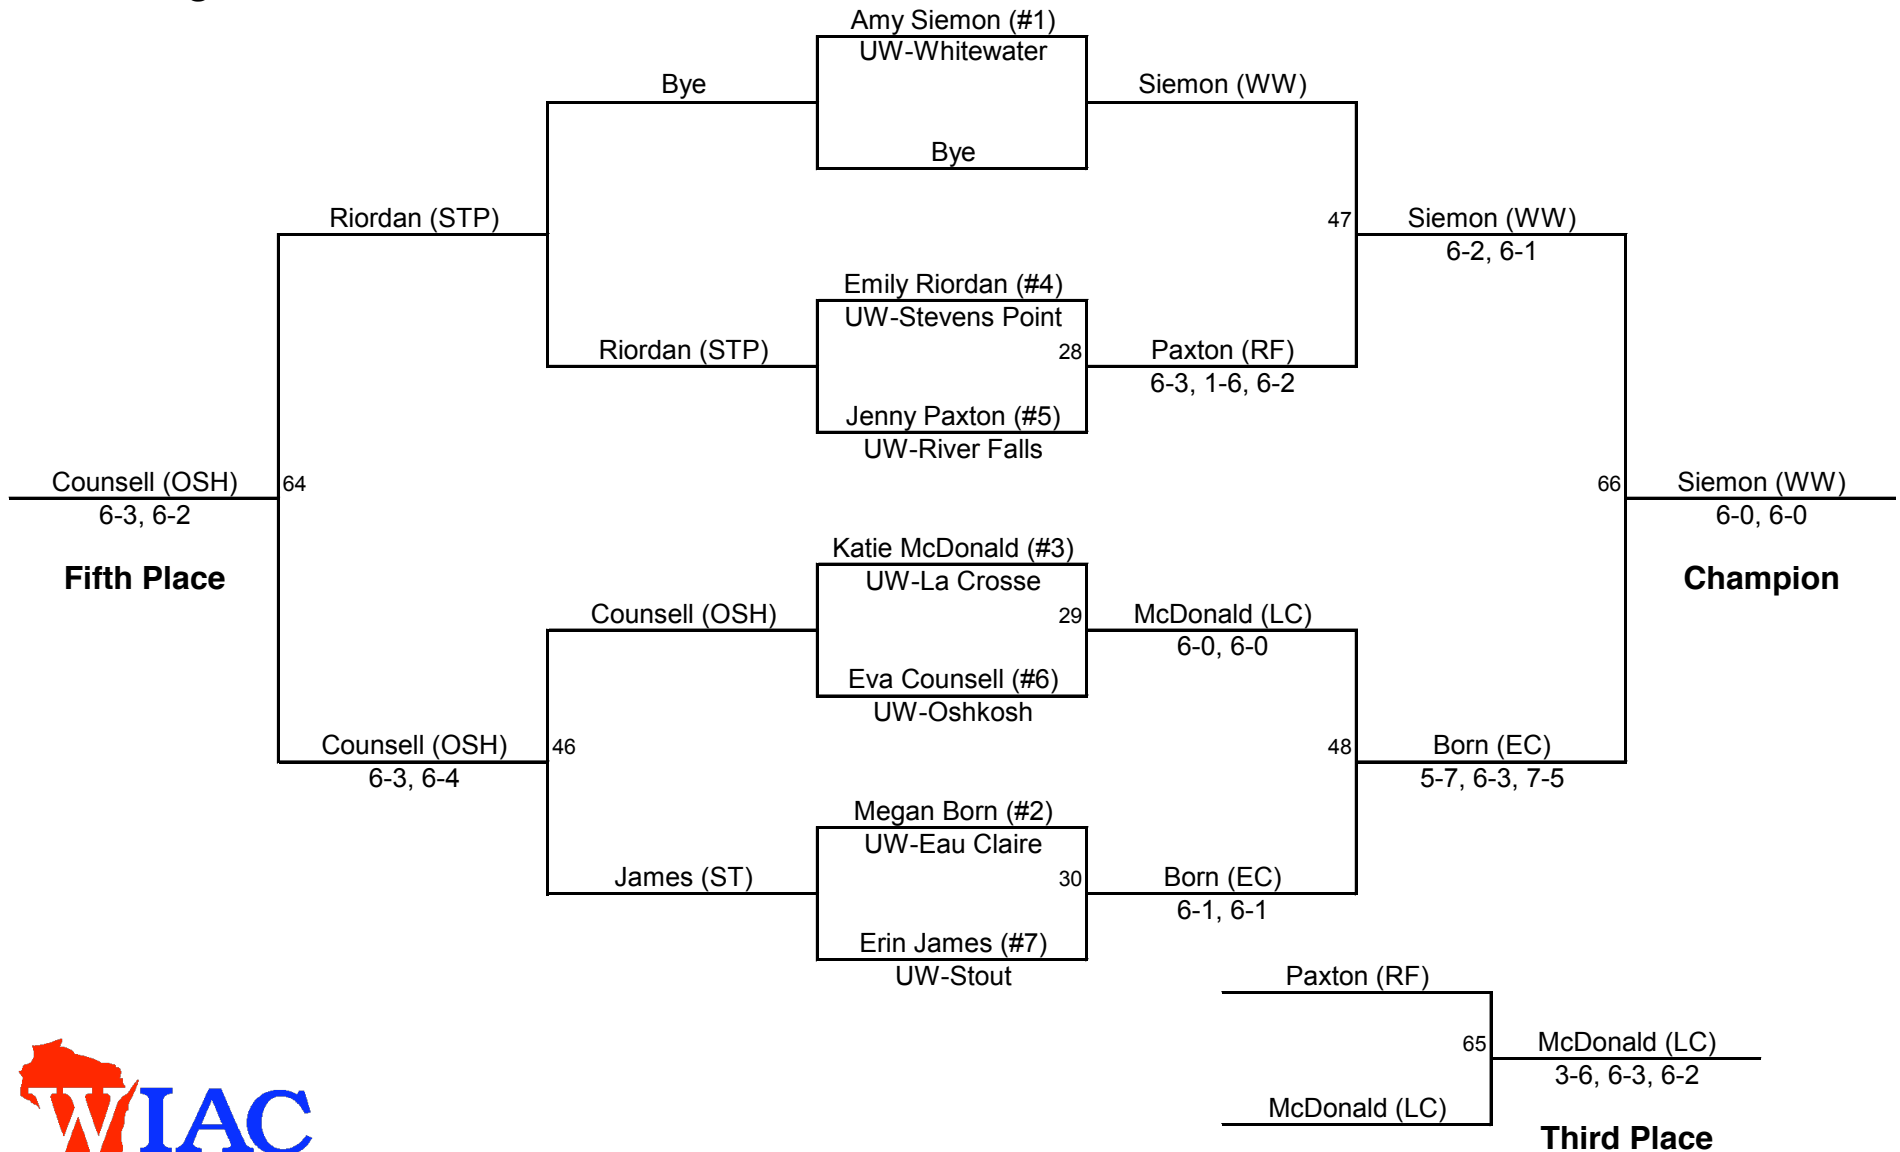 Amy Siemon (#1)
UW-Whitewater
Bye
Siemon (WW)
Bye
Riordan (STP)
47
Siemon (WW)
6-2, 6-1
Emily Riordan (#4)
UW-Stevens Point
Riordan (STP)
28
Paxton (RF)
6-3, 1-6, 6-2
Jenny Paxton (#5)
UW-River Falls
Counsell (OSH)
64
6-3, 6-2
66
Siemon (WW)
6-0, 6-0
Fifth Place
Katie McDonald (#3)
UW-La Crosse
Champion
Counsell (OSH)
29
McDonald (LC)
6-0, 6-0
Eva Counsell (#6)
UW-Oshkosh
Counsell (OSH)
46
6-3, 6-4
48
Born (EC)
5-7, 6-3, 7-5
Megan Born (#2)
UW-Eau Claire
James (ST)
30
Born (EC)
6-1, 6-1
Erin James (#7)
UW-Stout
Paxton (RF)
65
McDonald (LC)
3-6, 6-3, 6-2
McDonald (LC)
Third Place
WIAC